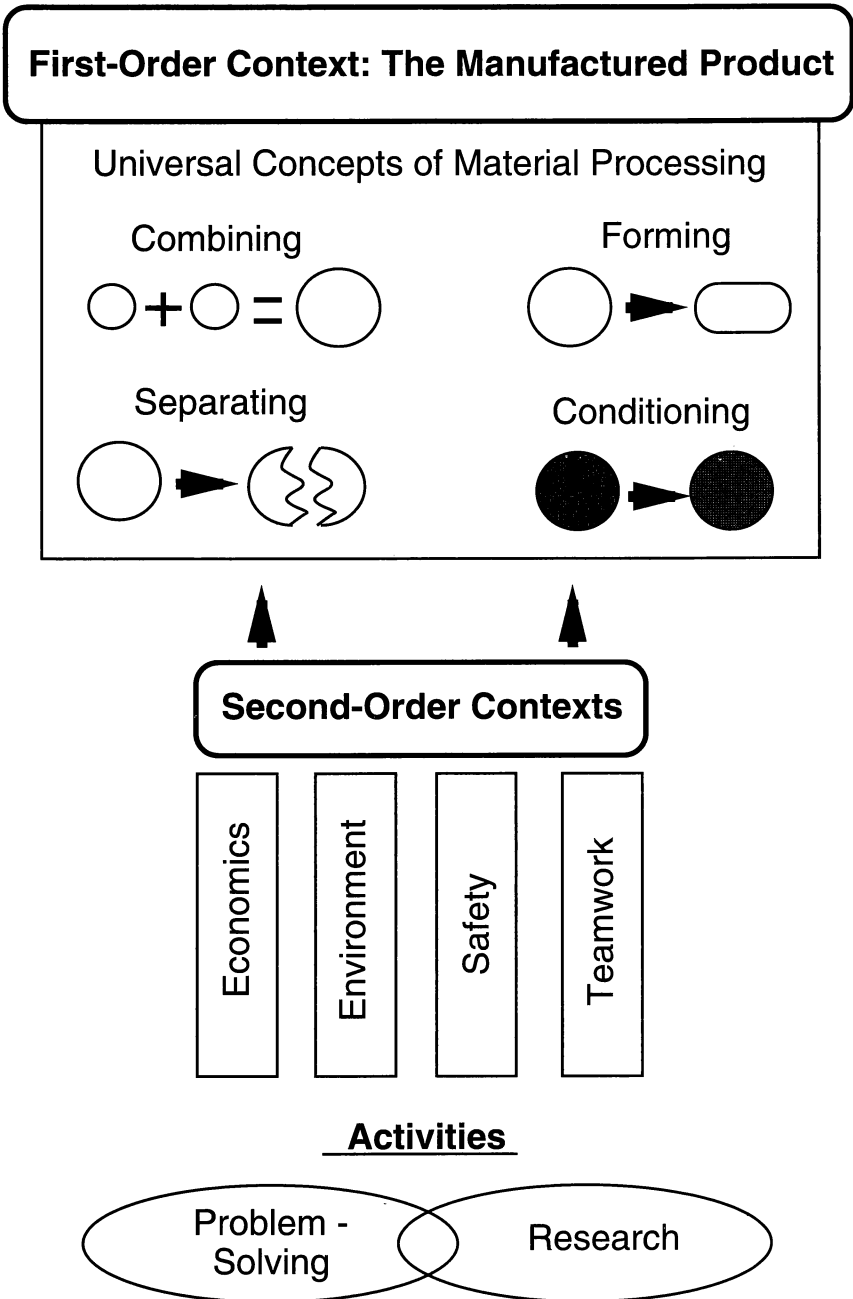 First-Order Context: The Manufactured Product
Universal Concepts of Material Processing
Combining
Forming
+ =
Separating
Conditioning
Second-Order Contexts
Economics
Environment
Safety
Teamwork
Activities
Problem -
Solving
Research